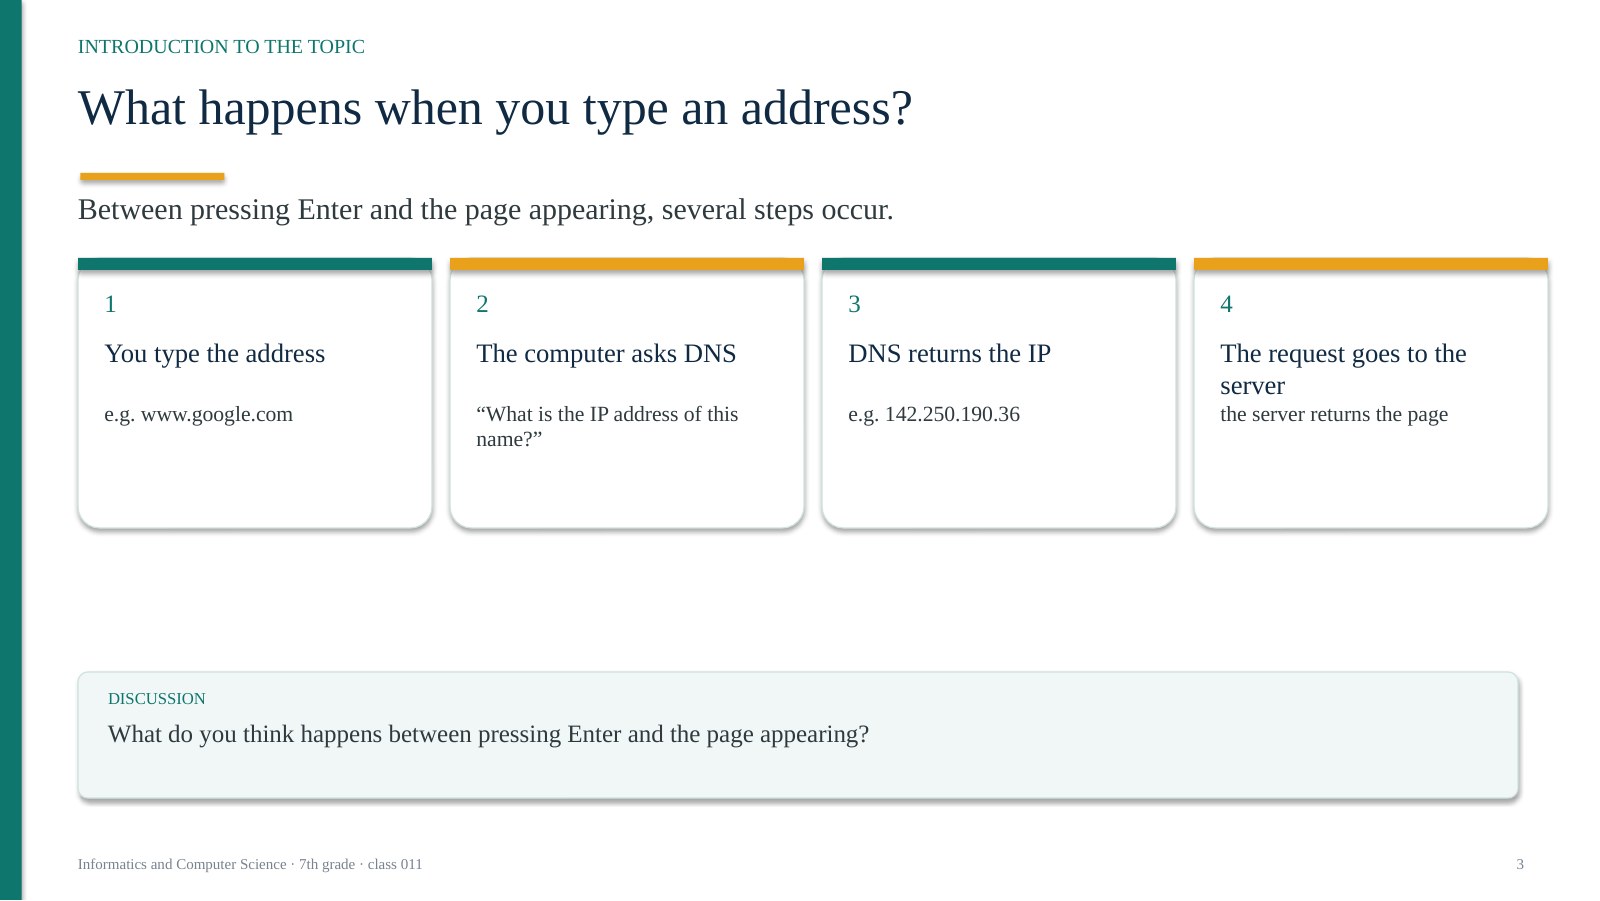 INTRODUCTION TO THE TOPIC
What happens when you type an address?
Between pressing Enter and the page appearing, several steps occur.
1
You type the address
e.g. www.google.com
2
The computer asks DNS
“What is the IP address of this
name?”
3
DNS returns the IP
e.g. 142.250.190.36
4
The request goes to the
server
the server returns the page
DISCUSSION
What do you think happens between pressing Enter and the page appearing?
Informatics and Computer Science · 7th grade · class 011
3